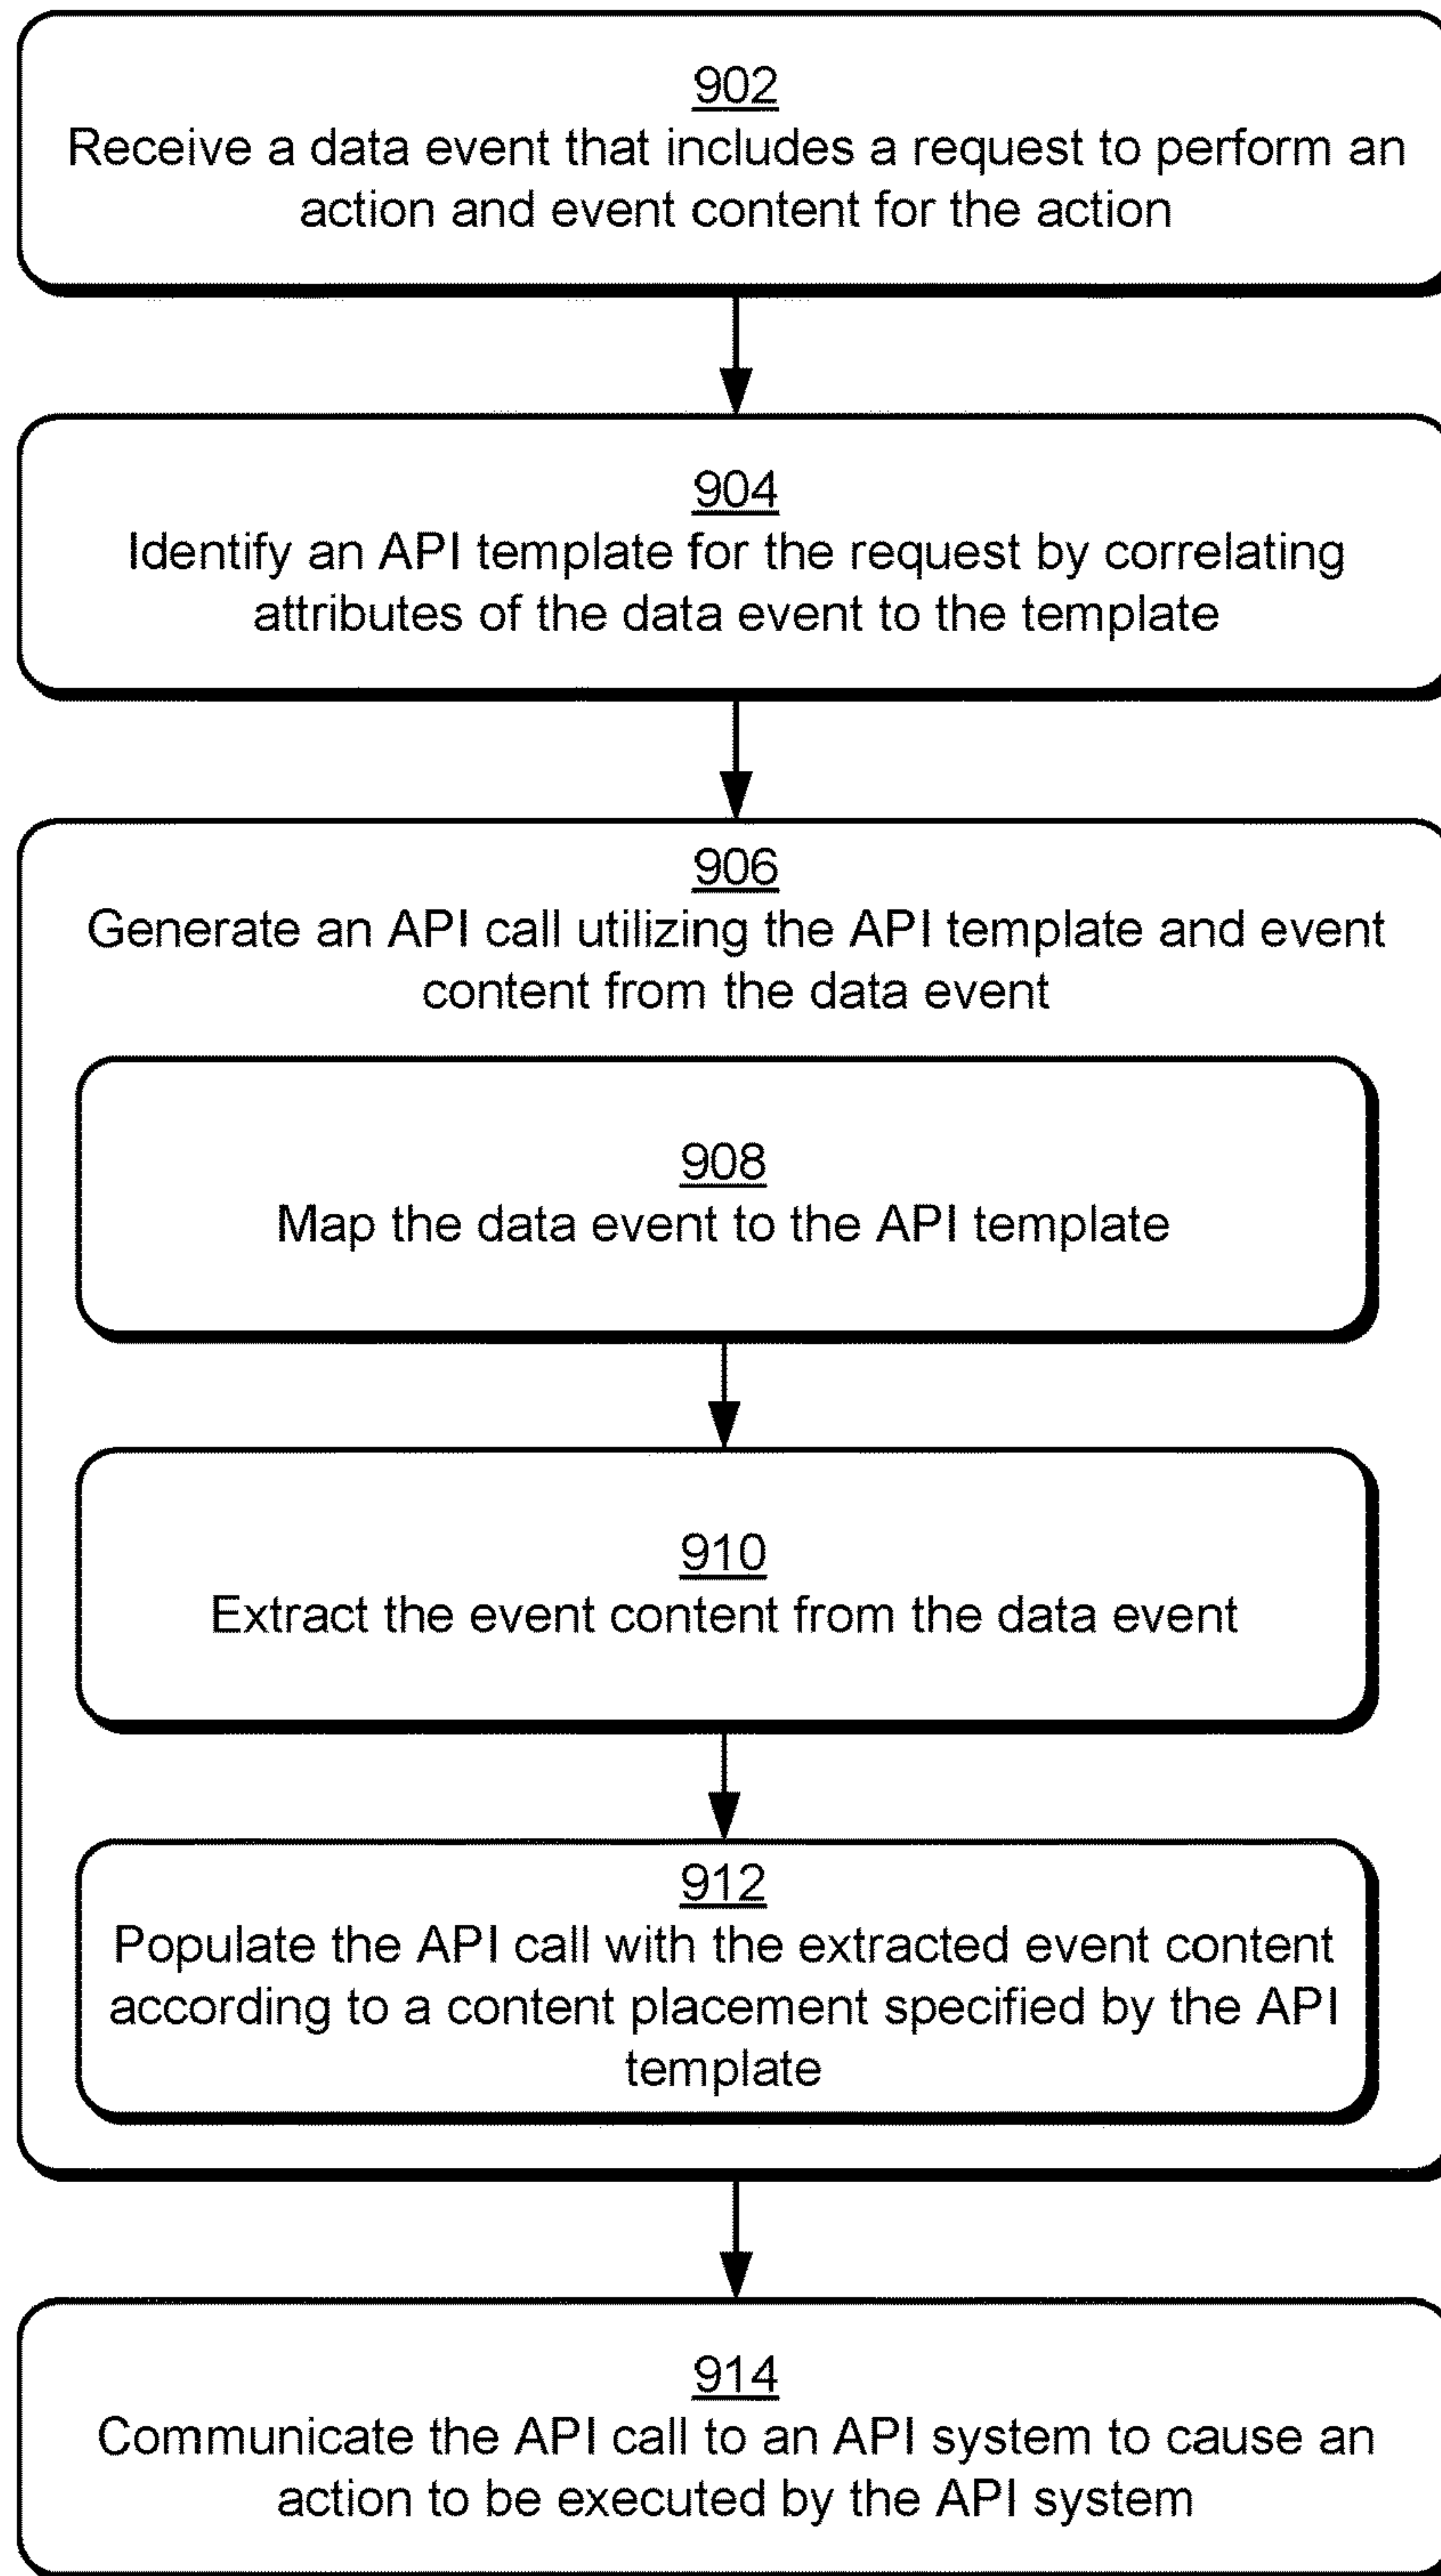 902
Receive a data event that includes a request to perform an
action and event content for the action
904
Identify an API template for the request by correlating
attributes of the data event to the template
906
Generate an API call utilizing the API template and event
content from the data event
908
Map the data event to the API template
910
Extract the event content from the data event
912
Populate the API call with the extracted event content
according to a content placement specified by the API
template
914
Communicate the API call to an API system to cause an
action to be executed by the API system